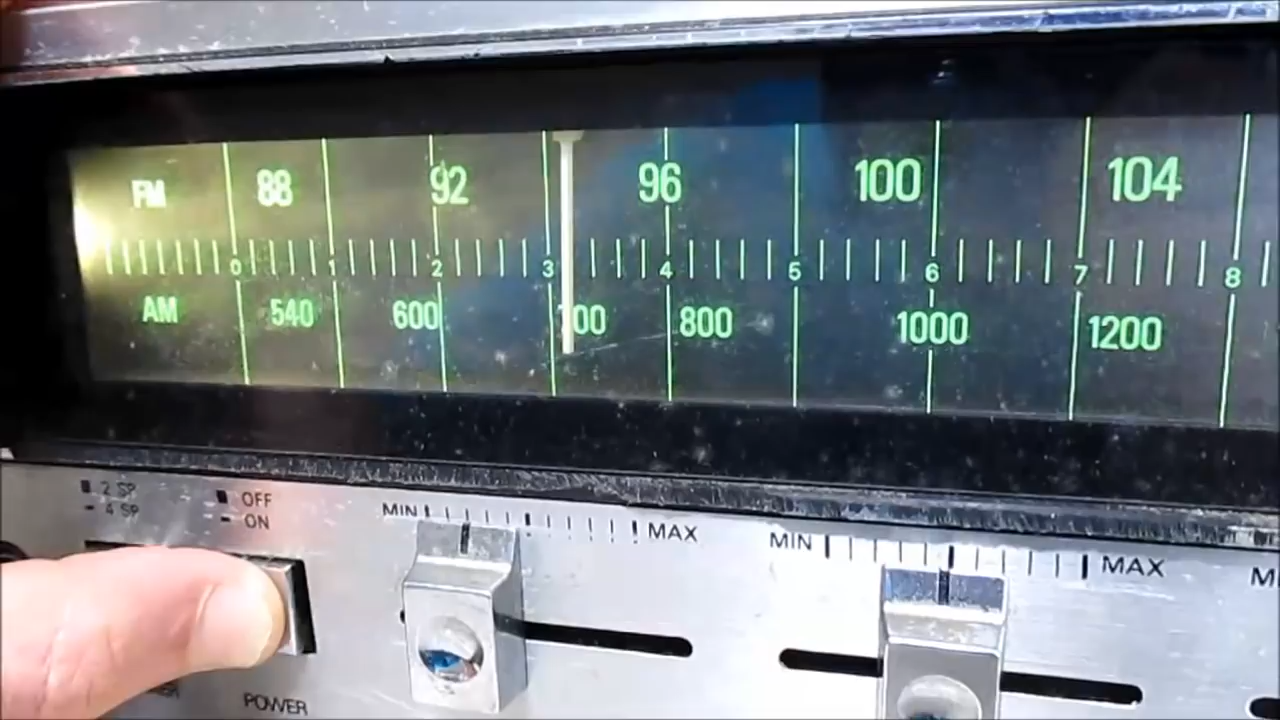 FM 88 92 96 100 104
0 1 2 3 4 5 6 7 8
AM 540 600 700 800 1000 1200
2 SP
4 SP
OFF
ON
MIN MAX MIN MAX
POWER